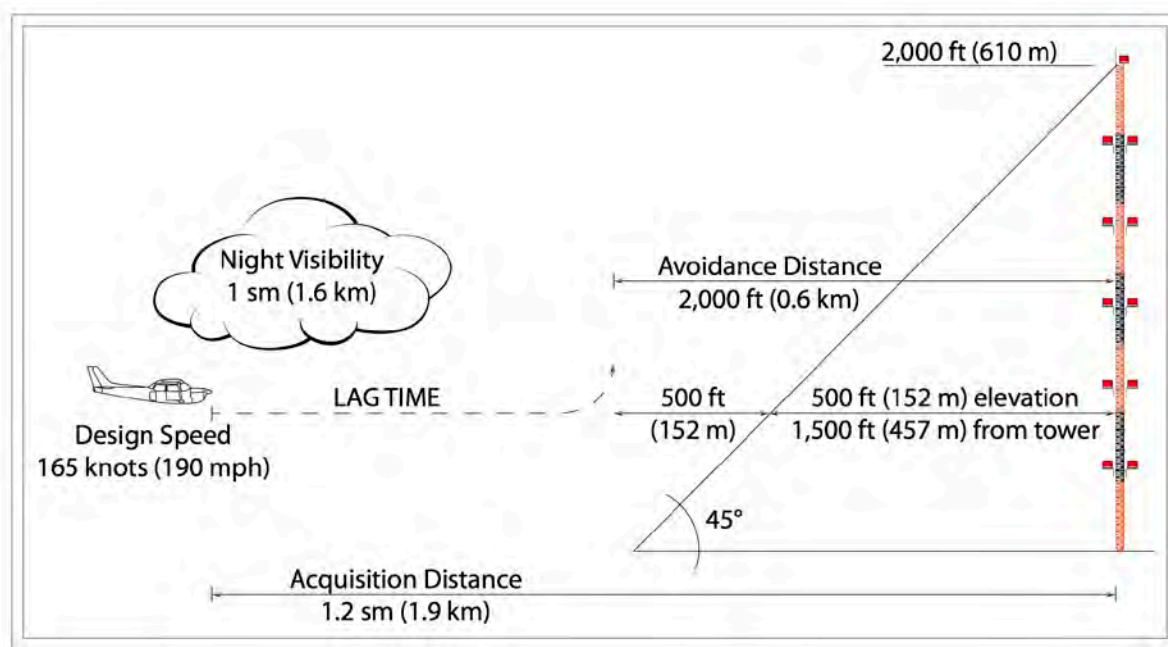 2,000 ft (610 m)
Night Visibility
1 sm (1.6 km)
Avoidance Distance
2,000 ft (0.6 km)
LAG TIME
500 ft
(152 m)
500 ft (152 m) elevation
1,500 ft (457 m) from tower
Design Speed
165 knots (190 mph)
45°
Acquisition Distance
1.2 sm (1.9 km)